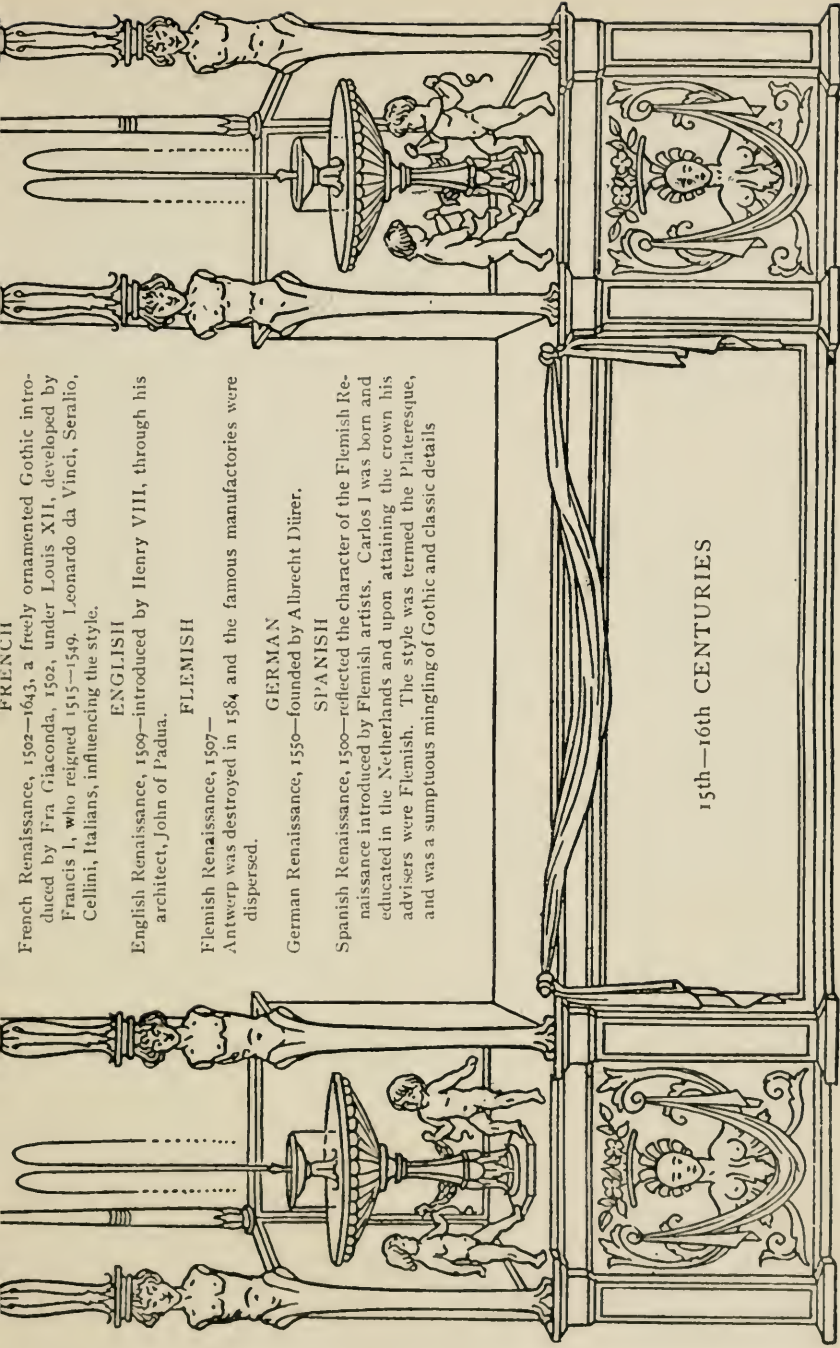 FRENCH
French Renaissance, 1502—1643, a freely ornamented Gothic intro-
duced by Fra Giaconda, 1502, under Louis XII, developed by
Francis I, who reigned 1515—1549. Leonardo da Vinci, Seralio,
Cellini, Italians, influencing the style.
ENGLISH
English Renaissance, 1509—introduced by Henry VIII, through his
architect, John of Padua.
FLEMISH
Flemish Renaissance, 1507—
Antwerp was destroyed in 1584 and the famous manufactories were
dispersed.
GERMAN
German Renaissance, 1550—founded by Albrecht Dürer.
SPANISH
Spanish Renaissance, 1500—reflected the character of the Flemish Re-
naissance introduced by Flemish artists. Carlos I was born and
educated in the Netherlands and upon attaining the crown his
advisers were Flemish. The style was termed the Plateresque,
and was a sumptuous mingling of Gothic and classic details
15th—16th CENTURIES